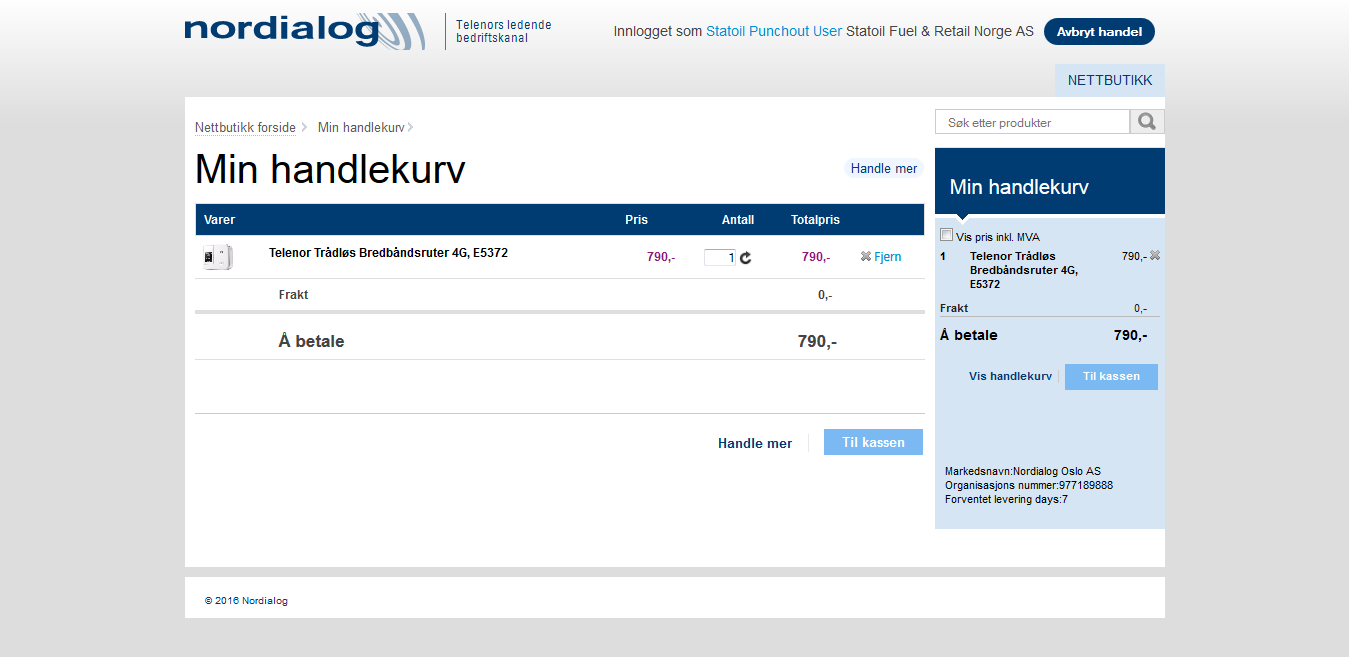 nordialog
Telenors ledende
bedriftskanal
Innlogget som Statoil Punchout User Statoil Fuel & Retail Norge AS
Avbryt handel
NETTBUTIKK
Nettbutikk forside
Min handlekurv
Søk etter produkter
Min handlekurv
Handle mer
Varer Pris Antall Totalpris
Telenor Trådløs Bredbåndsruter 4G, E5372 790,- 1 790,- Fjern
Frakt 0,-
Å betale 790,-
Handle mer Til kassen
Min handlekurv
Vis pris inkl. MVA
1 Telenor Trådløs 790,-
Bredbåndsruter 4G,
E5372
Frakt 0,-
Å betale 790,-
Vis handlekurv Til kassen
Markedsnavn:Nordialog Oslo AS
Organisasjons nummer:977189888
Forventet levering days:7
© 2016 Nordialog